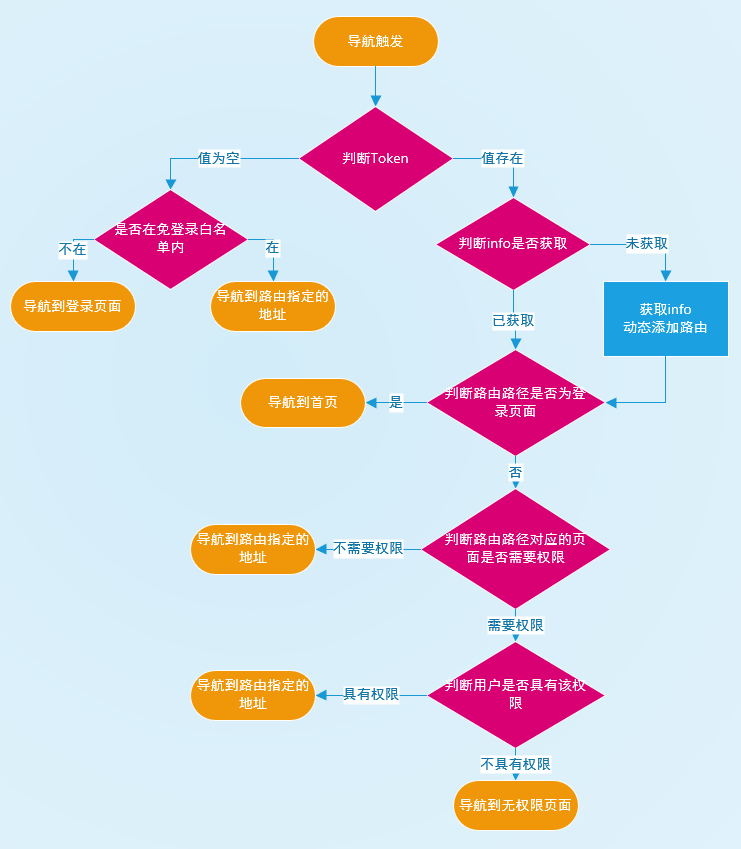 导航触发
判断Token
值为空
值存在
是否在免登录白名
单内
判断info是否获取
不在
在
未获取
导航到登录页面
导航到路由指定的
地址
获取info
动态添加路由
已获取
判断路由路径是否为登
录页面
是
导航到首页
否
判断路由路径对应的页
面是否需要权限
不需要权限
导航到路由指定的
地址
需要权限
判断用户是否具有该权
限
具有权限
导航到路由指定的
地址
不具有权限
导航到无权限页面